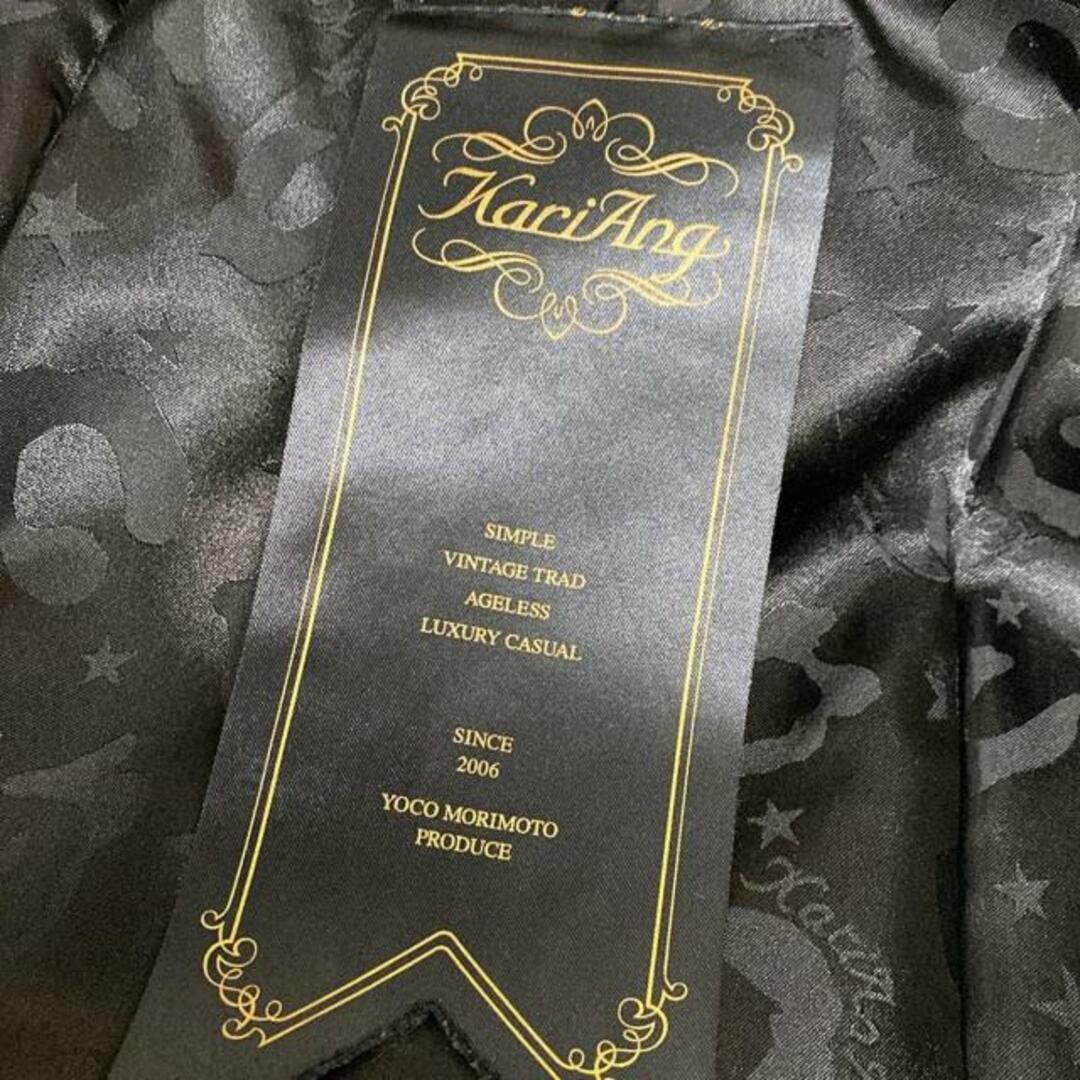 KariAng
SIMPLE
VINTAGE TRAD
AGELESS
LUXURY CASUAL
SINCE
2006
YOCO MORIMOTO
PRODUCE